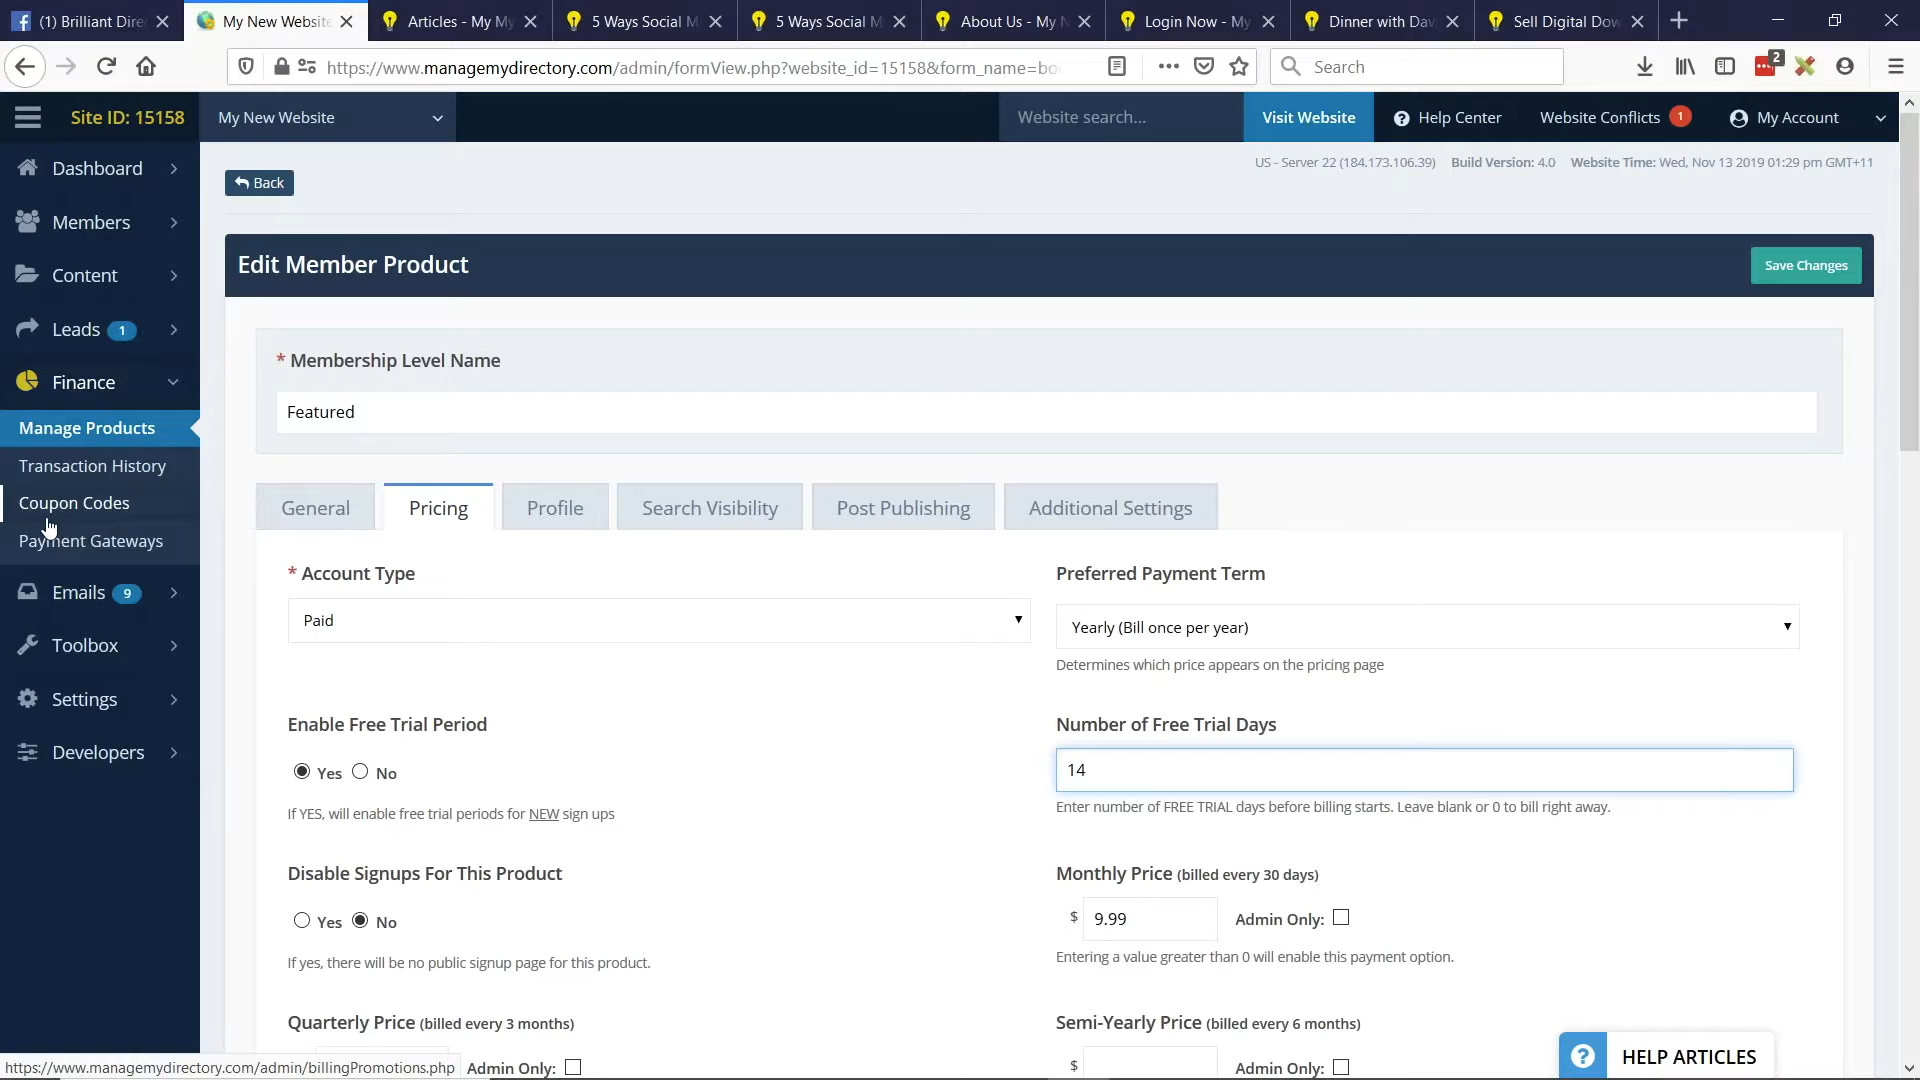 (1) Brilliant Dire
My New Website
Articles - My My
5 Ways Social M
5 Ways Social M
About Us - My N
Login Now - My
Dinner with Dav
Sell Digital Dow
https://www.managemydirectory.com/admin/formView.php?website_id=15158&form_name=bo
Search
2
Site ID: 15158
My New Website
Website search...
Visit Website
Help Center
Website Conflicts 1
My Account
US - Server 22 (184.173.106.39) Build Version: 4.0 Website Time: Wed, Nov 13 2019 01:29 pm GMT+11
Dashboard
Members
Content
Leads 1
Finance
Manage Products
Transaction History
Coupon Codes
Payment Gateways
Emails 9
Toolbox
Settings
Developers
Back
Edit Member Product
Save Changes
* Membership Level Name
Featured
General
Pricing
Profile
Search Visibility
Post Publishing
Additional Settings
* Account Type
Paid
Preferred Payment Term
Yearly (Bill once per year)
Determines which price appears on the pricing page
Enable Free Trial Period
Yes No
If YES, will enable free trial periods for NEW sign ups
Number of Free Trial Days
14
Enter number of FREE TRIAL days before billing starts. Leave blank or 0 to bill right away.
Disable Signups For This Product
Yes No
If yes, there will be no public signup page for this product.
Monthly Price (billed every 30 days)
$ 9.99 Admin Only:
Entering a value greater than 0 will enable this payment option.
Quarterly Price (billed every 3 months)
Admin Only:
Semi-Yearly Price (billed every 6 months)
$ Admin Only:
? HELP ARTICLES
https://www.managemydirectory.com/admin/billingPromotions.php